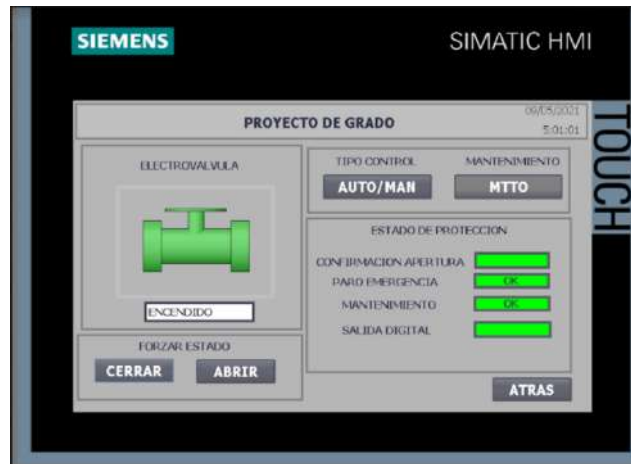 SIEMENS
SIMATIC HMI
TOUCH
PROYECTO DE GRADO
09/05/2021
5:01:01
ELECTROVALVULA
ENCENDIDO
FORZAR ESTADO
CERRAR
ABRIR
TIPO CONTROL
AUTO/MAN
MANTENIMIENTO
MTTO
ESTADO DE PROTECCION
CONFIRMACION APERTURA
PARO EMERGENCIA OK
MANTENIMIENTO OK
SALIDA DIGITAL
ATRAS